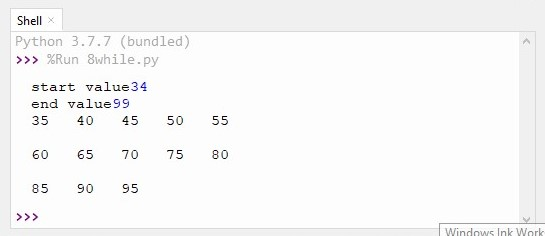 Shell ×
Python 3.7.7 (bundled)
>>> %Run 8while.py
start value34
end value99
35 40 45 50 55
60 65 70 75 80
85 90 95
>>>
Windows Ink Work